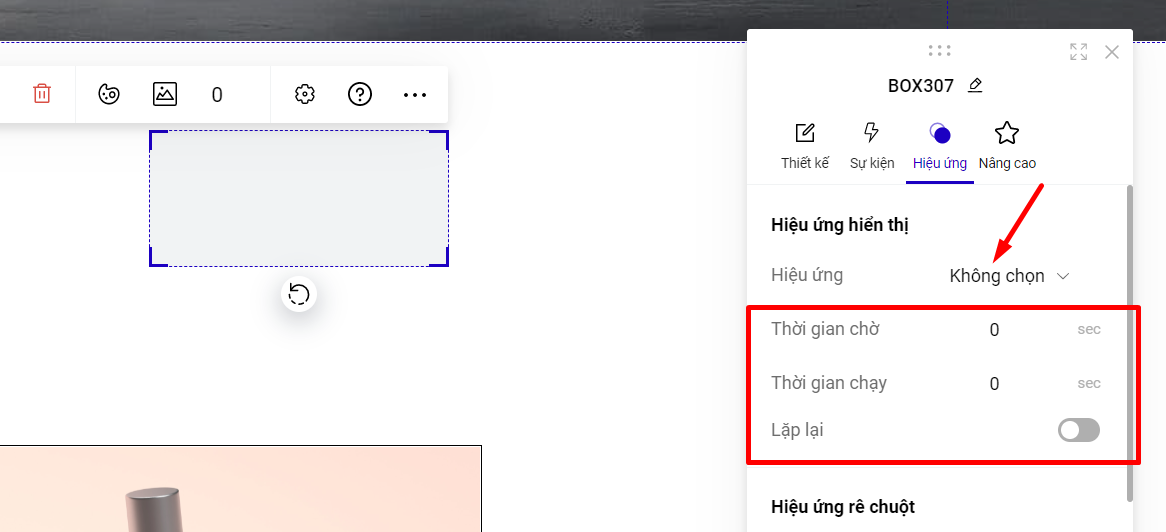 0
BOX307
Thiết kế
Sự kiện
Hiệu ứng
Nâng cao
Hiệu ứng hiển thị
Hiệu ứng Không chọn
Thời gian chờ 0 sec
Thời gian chạy 0 sec
Lặp lại
Hiệu ứng rê chuột